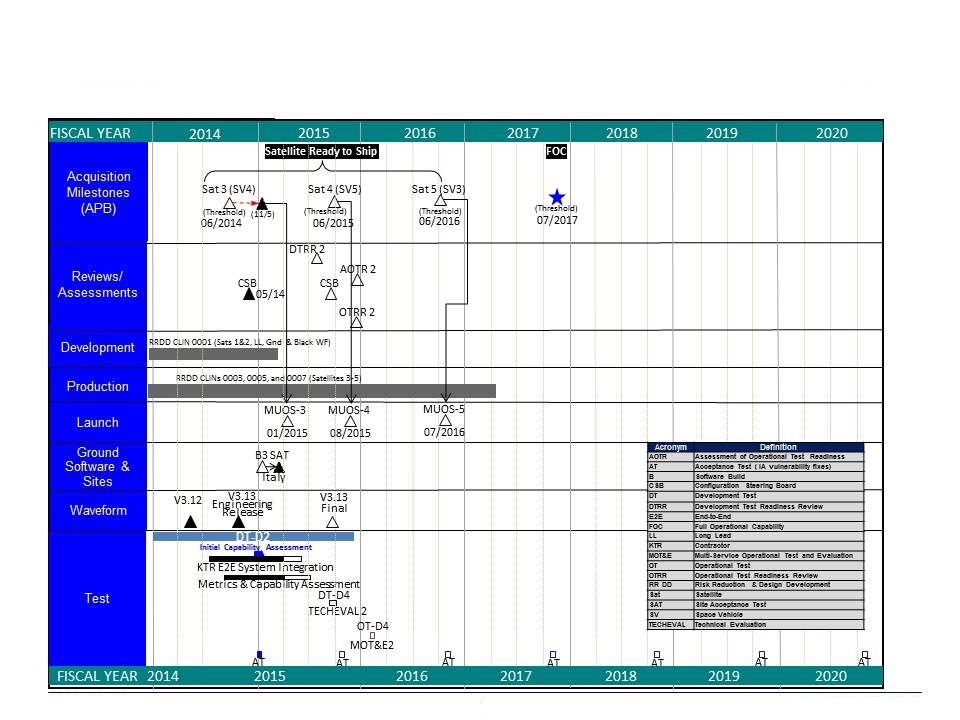 FISCAL YEAR 2014 2015 2016 2017 2018 2019 2020
Satellite Ready to Ship
FOC
Acquisition
Milestones
(APB)
Sat 3 (SV4)
(Threshold)
06/2014
(11/5)
Sat 4 (SV5)
(Threshold)
06/2015
Sat 5 (SV3)
(Threshold)
06/2016
(Threshold)
07/2017
Reviews/
Assessments
DTRR 2
AOTR 2
CSB
05/14
CSB
OTRR 2
Development
RRDD CLIN 0001 (Sats 1&2, LL, Gnd & Black WF)
Production
RRDD CLINs 0003, 0005, and 0007 (Satellites 3-5)
Launch
MUOS-3
01/2015
MUOS-4
08/2015
MUOS-5
07/2016
Ground
Software &
Sites
B3 SAT
Italy
Waveform
V3.12
V3.13
Engineering
Release
V3.13
Final
Test
DT-D2
Initial Capability Assessment
KTR E2E System Integration
Metrics & Capability Assessment
DT-D4
TECHEVAL 2
OT-D4
MOT&E2
AT AT AT AT AT AT AT
Acronym Definition
AOTR Assessment of Operational Test Readiness
AT Acceptance Test ( IA vulnerability fixes)
B Software Build
CSB Configuration Steering Board
DT Development Test
DTRR Development Test Readiness Review
E2E End-to-End
FOC Full Operational Capability
LL Long Lead
KTR Contractor
MOT&E Multi-Service Operational Test and Evaluation
OT Operational Test
OTRR Operational Test Readiness Review
RR DD Risk Reduction & Design Development
Sat Satellite
SAT Site Acceptance Test
SV Space Vehicle
TECHEVAL Technical Evaluation
FISCAL YEAR 2014 2015 2016 2017 2018 2019 2020